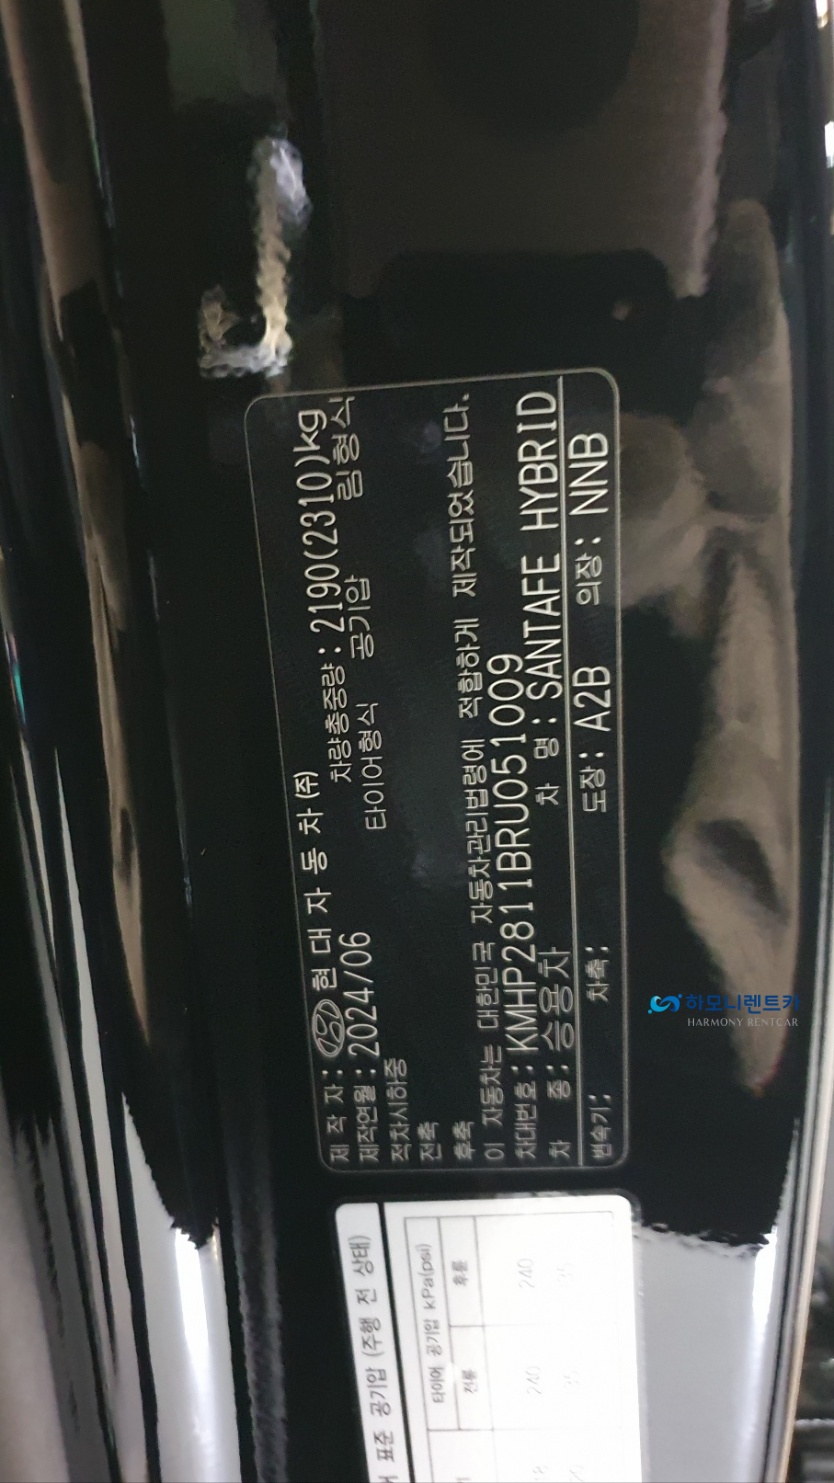 제 작 자: 현 대 자 동 차 (주)
제작연월: 2024/06 차량총중량: 2190(2310)kg
적차시하중 타이어형식 공기압 림형식
전축
후축
이 자동차는 대한민국 자동차관리법령에 적합하게 제작되었습니다.
차대번호: KMHP2811BRU051009
차 종: 승용차 차 명: SANTAFE HYBRID
변속기: 차축: 도장: A2B 의장: NNB
표준 공기압 (주행 전 상태)
타이어 공기압 kPa(psi)
전륜 후륜
240 240
35 35
하모니렌트카
HARMONY RENTCAR